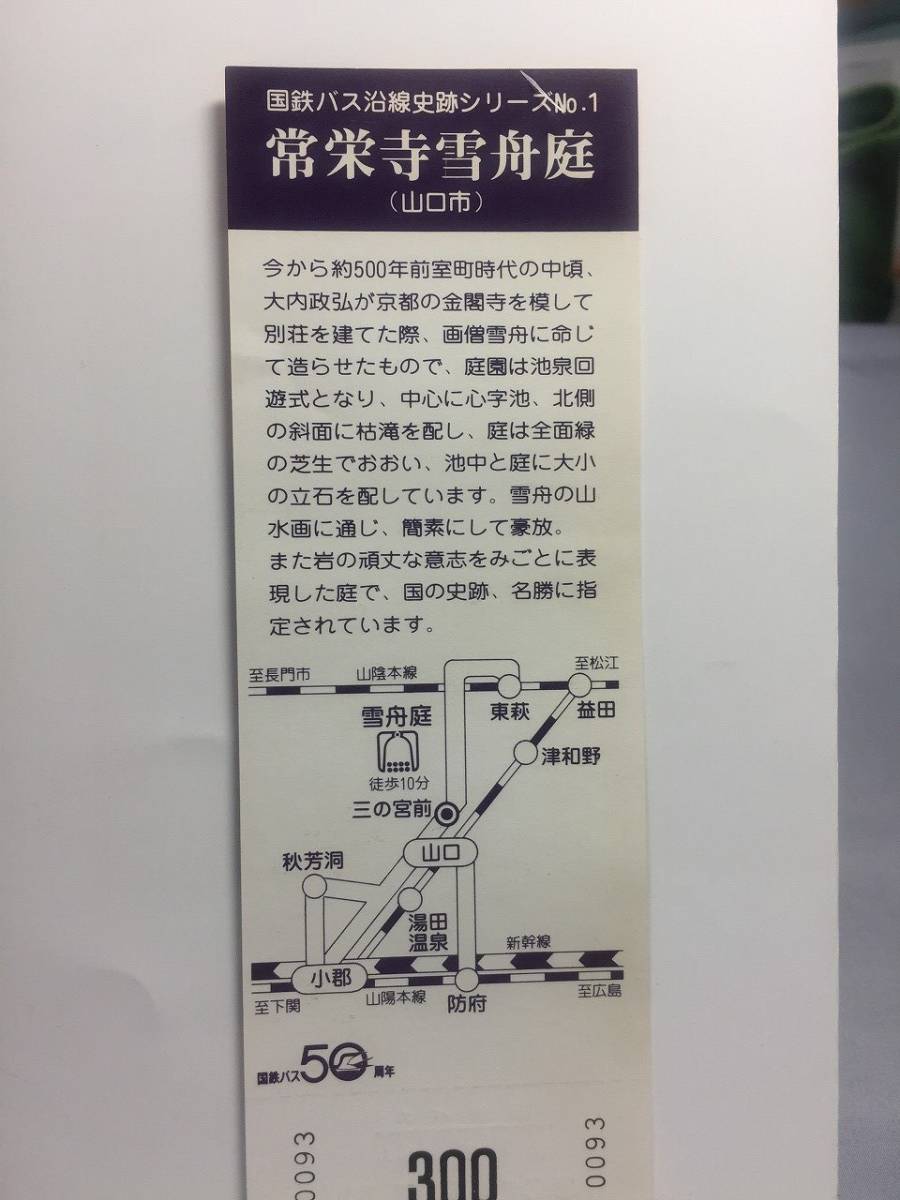 国鉄バス沿線史跡シリーズNo.1
常栄寺雪舟庭
(山口市)
今から約500年前室町時代の中頃、
大内政弘が京都の金閣寺を模して
別荘を建てた際、画僧雪舟に命じ
て造らせたもので、庭園は池泉回
遊式となり、中心に心字池、北側
の斜面に枯滝を配し、庭は全面緑
の芝生でおおい、池中と庭に大小
の立石を配しています。雪舟の山
水画に通じ、簡素にして豪放。
また岩の頑丈な意志をみごとに表
現した庭で、国の史跡、名勝に指
定されています。
至長門市
山陰本線
至松江
東萩
益田
雪舟庭
徒歩10分
津和野
三の宮前
山口
秋芳洞
湯田
温泉
新幹線
小郡
至下関
山陽本線
防府
至広島
国鉄バス50周年
0093
300
0093